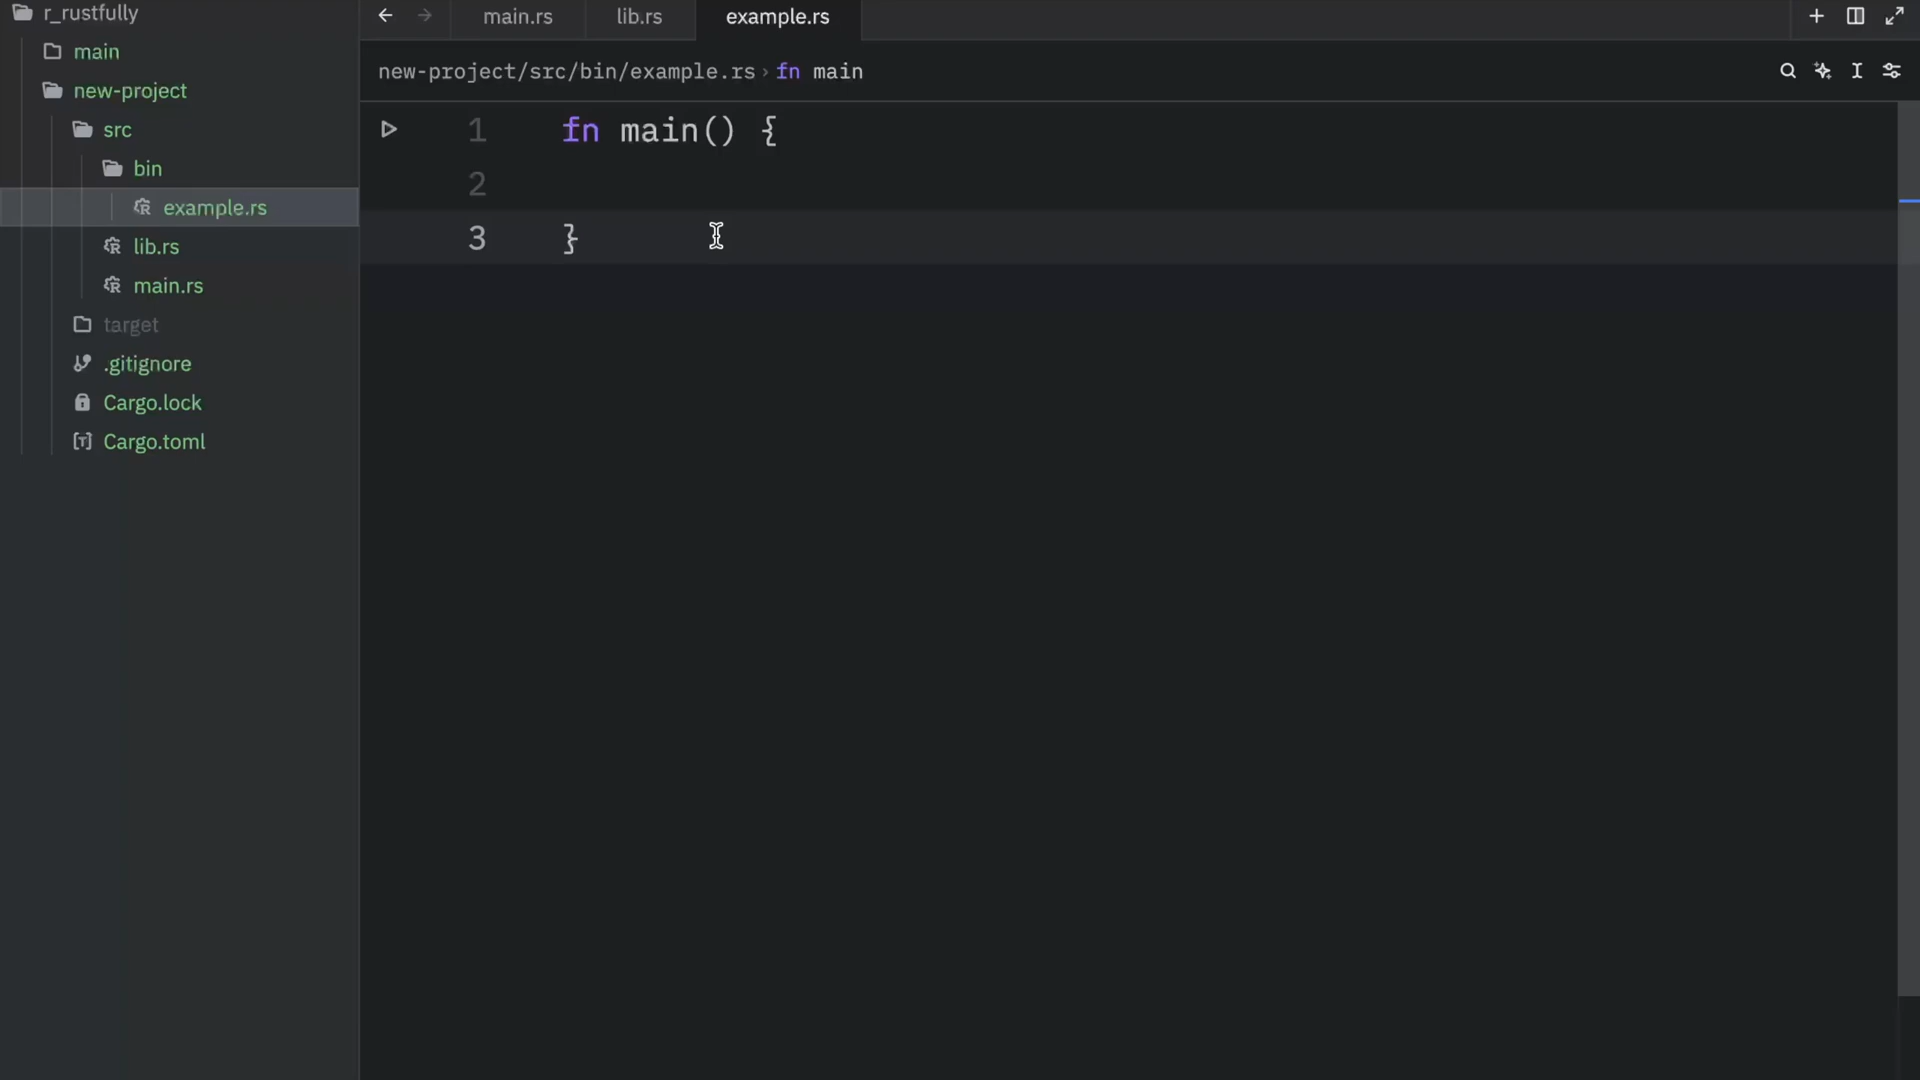 r_rustfully
main
new-project
src
bin
example.rs
lib.rs
main.rs
target
.gitignore
Cargo.lock
Cargo.toml
main.rs lib.rs example.rs
new-project/src/bin/example.rs › fn main
1 fn main() {
2
3 }